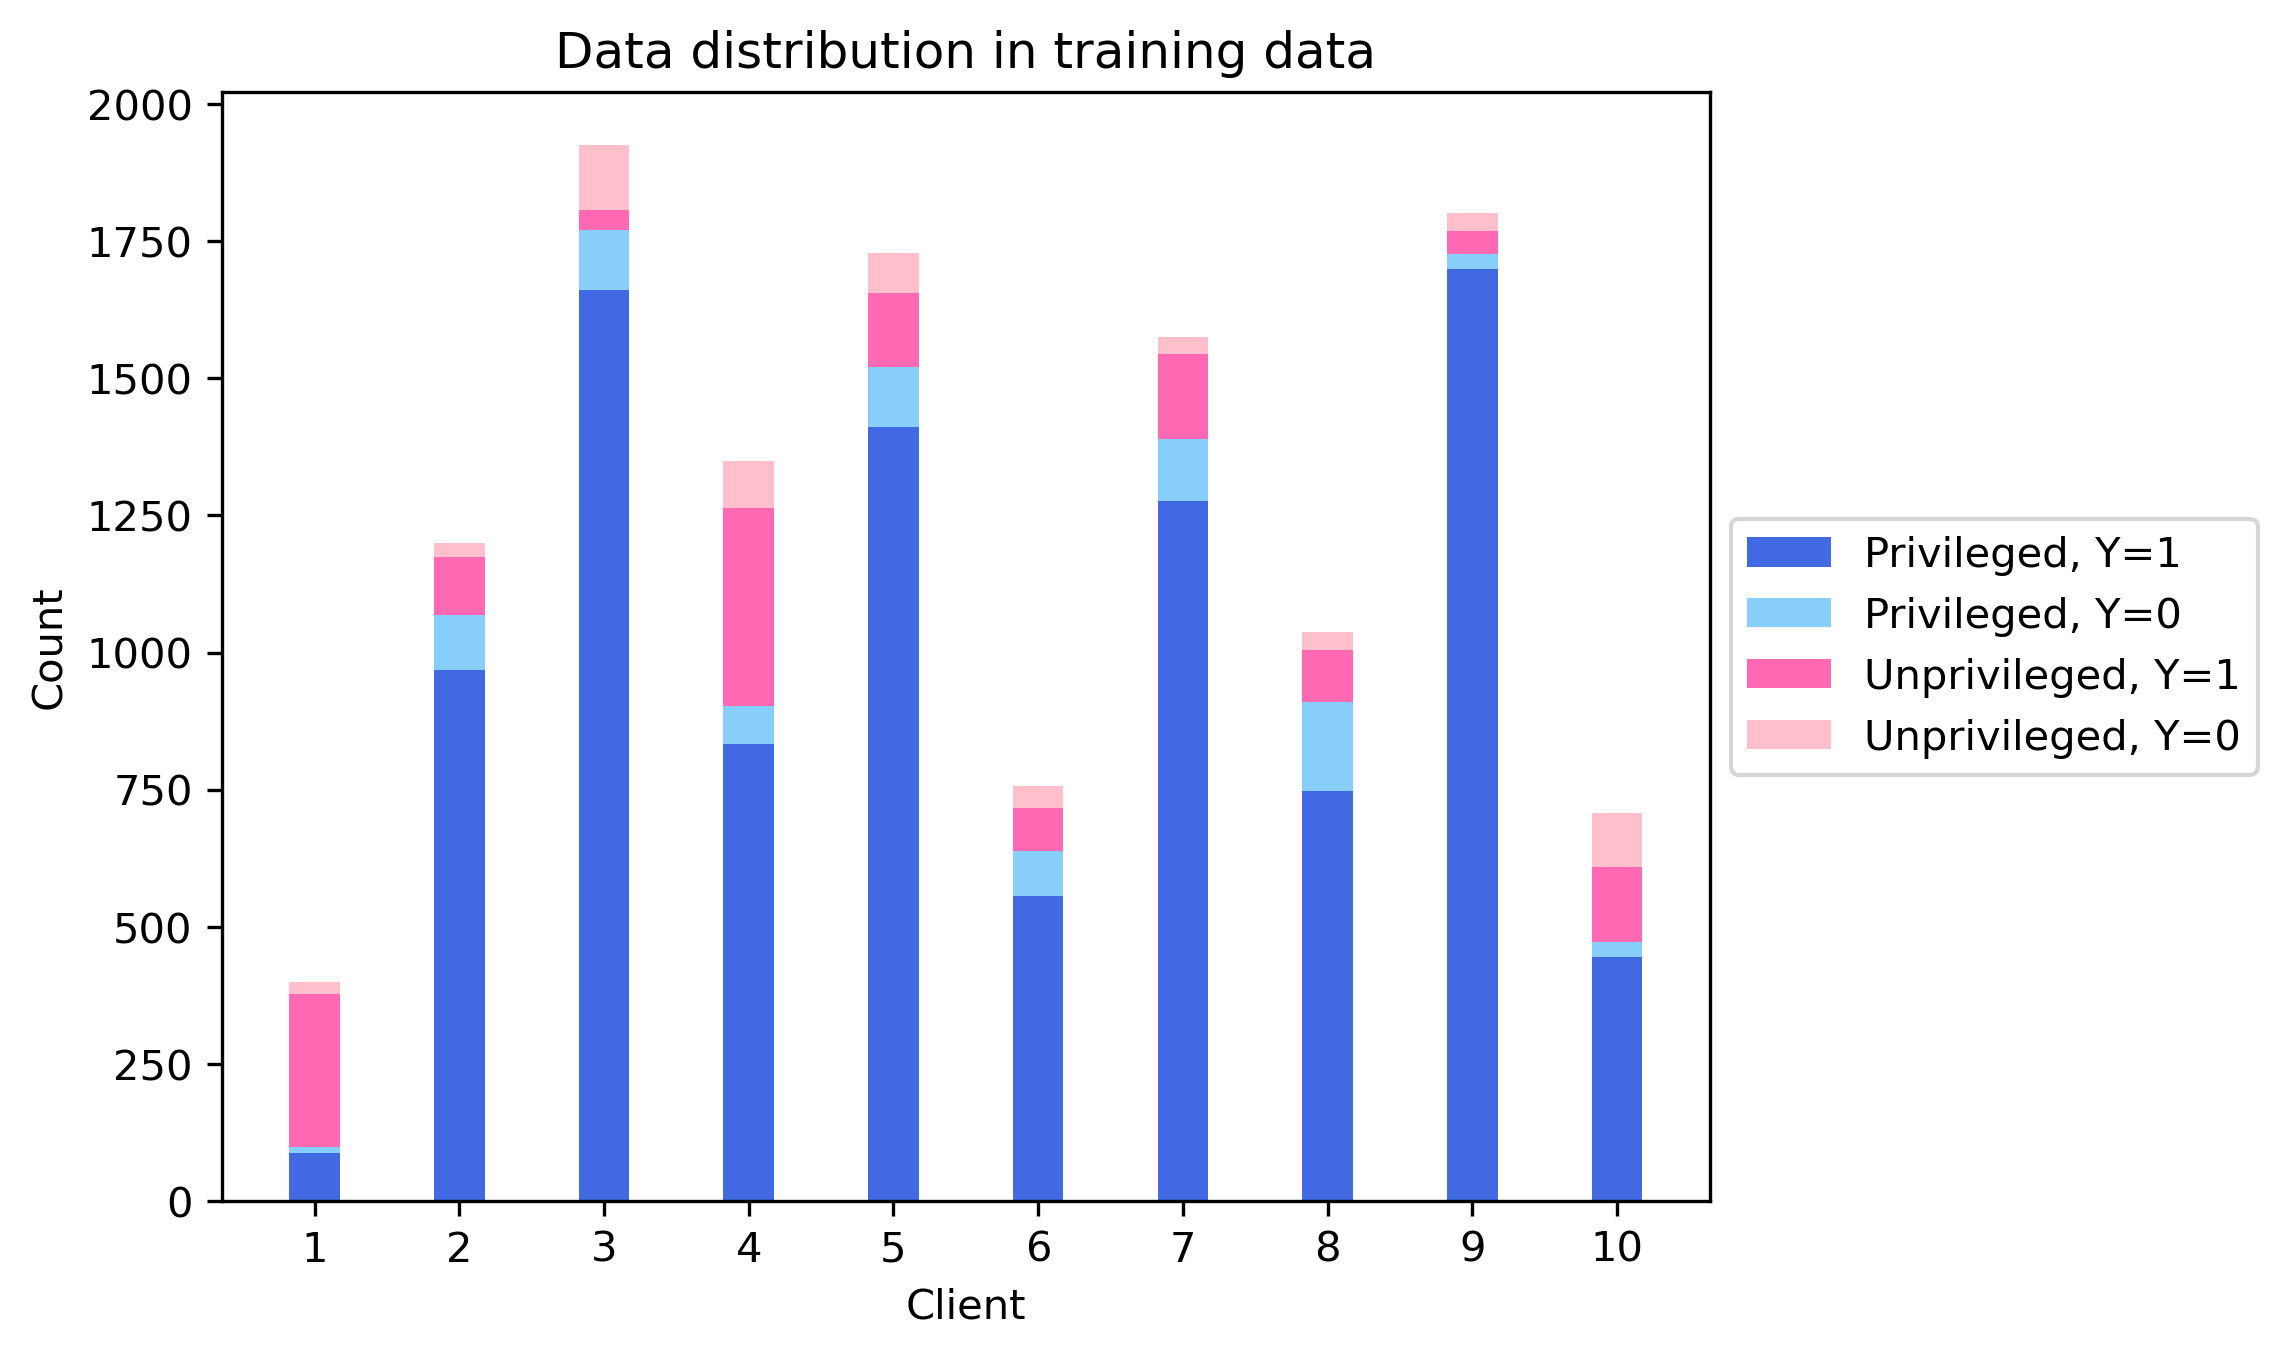 Data distribution in training data
2000
1750
1500
1250
1000
750
500
250
0
Count
1 2 3 4 5 6 7 8 9 10
Client
Privileged, Y=1
Privileged, Y=0
Unprivileged, Y=1
Unprivileged, Y=0